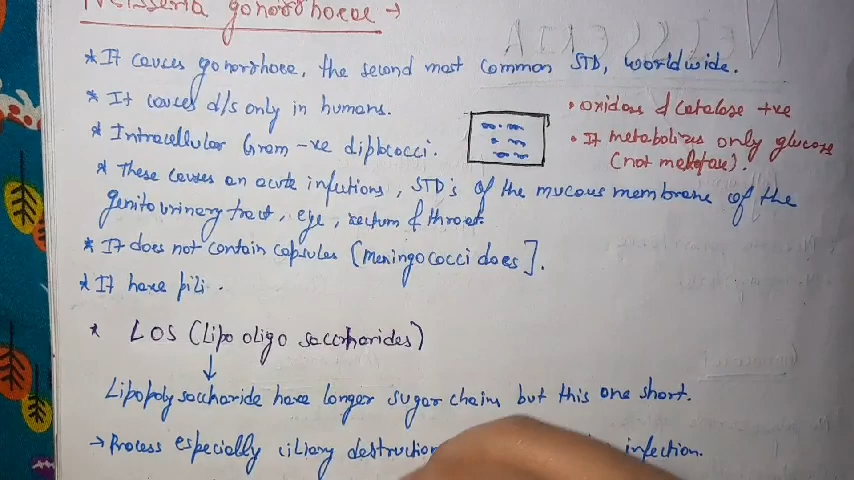 Neisseria gonorrhoeae →
* It causes gonorrhoee, the second most common STD, worldwide.
* It causes d/s only in humans.
* Intracellular Gram -ve diplococci.
• oxidase & catalase +ve
• It metabolizes only glucose
(not maltose).
* These causes an acute infections, STD's of the mucous membrane of the
genitourinary tract, eye, rectum & throat.
* It does not contain capsules [meningococci does].
* It have pili.
* LOS (Lipo oligo saccharides)
↓
Lipopolysaccharide have longer sugar chains but this one short.
→ Process especially ciliary destruction infection.